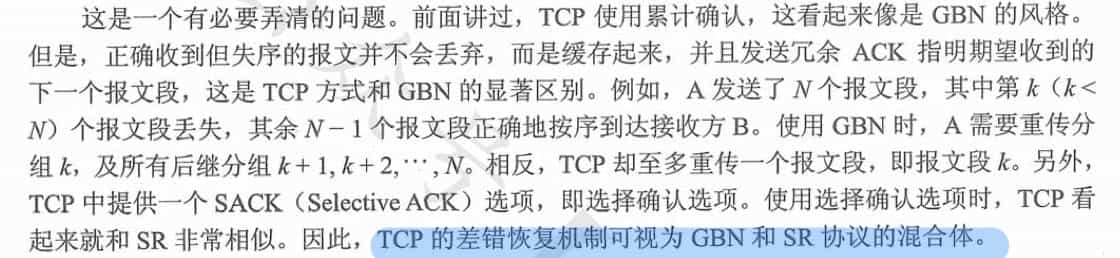 这是一个有必要弄清的问题。前面讲过，TCP 使用累计确认，这看起来像是 GBN 的风格。
但是，正确收到但失序的报文并不会丢弃，而是缓存起来，并且发送冗余 ACK 指明期望收到的
下一个报文段，这是 TCP 方式和 GBN 的显著区别。例如，A 发送了 N 个报文段，其中第 k（k<
N）个报文段丢失，其余 N－1 个报文段正确地按序到达接收方 B。使用 GBN 时，A 需要重传分
组 k，及所有后继分组 k+1, k+2,⋯, N。相反，TCP 却至多重传一个报文段，即报文段 k。另外，
TCP 中提供一个 SACK（Selective ACK）选项，即选择确认选项。使用选择确认选项时，TCP 看
起来就和 SR 非常相似。因此，TCP 的差错恢复机制可视为 GBN 和 SR 协议的混合体。